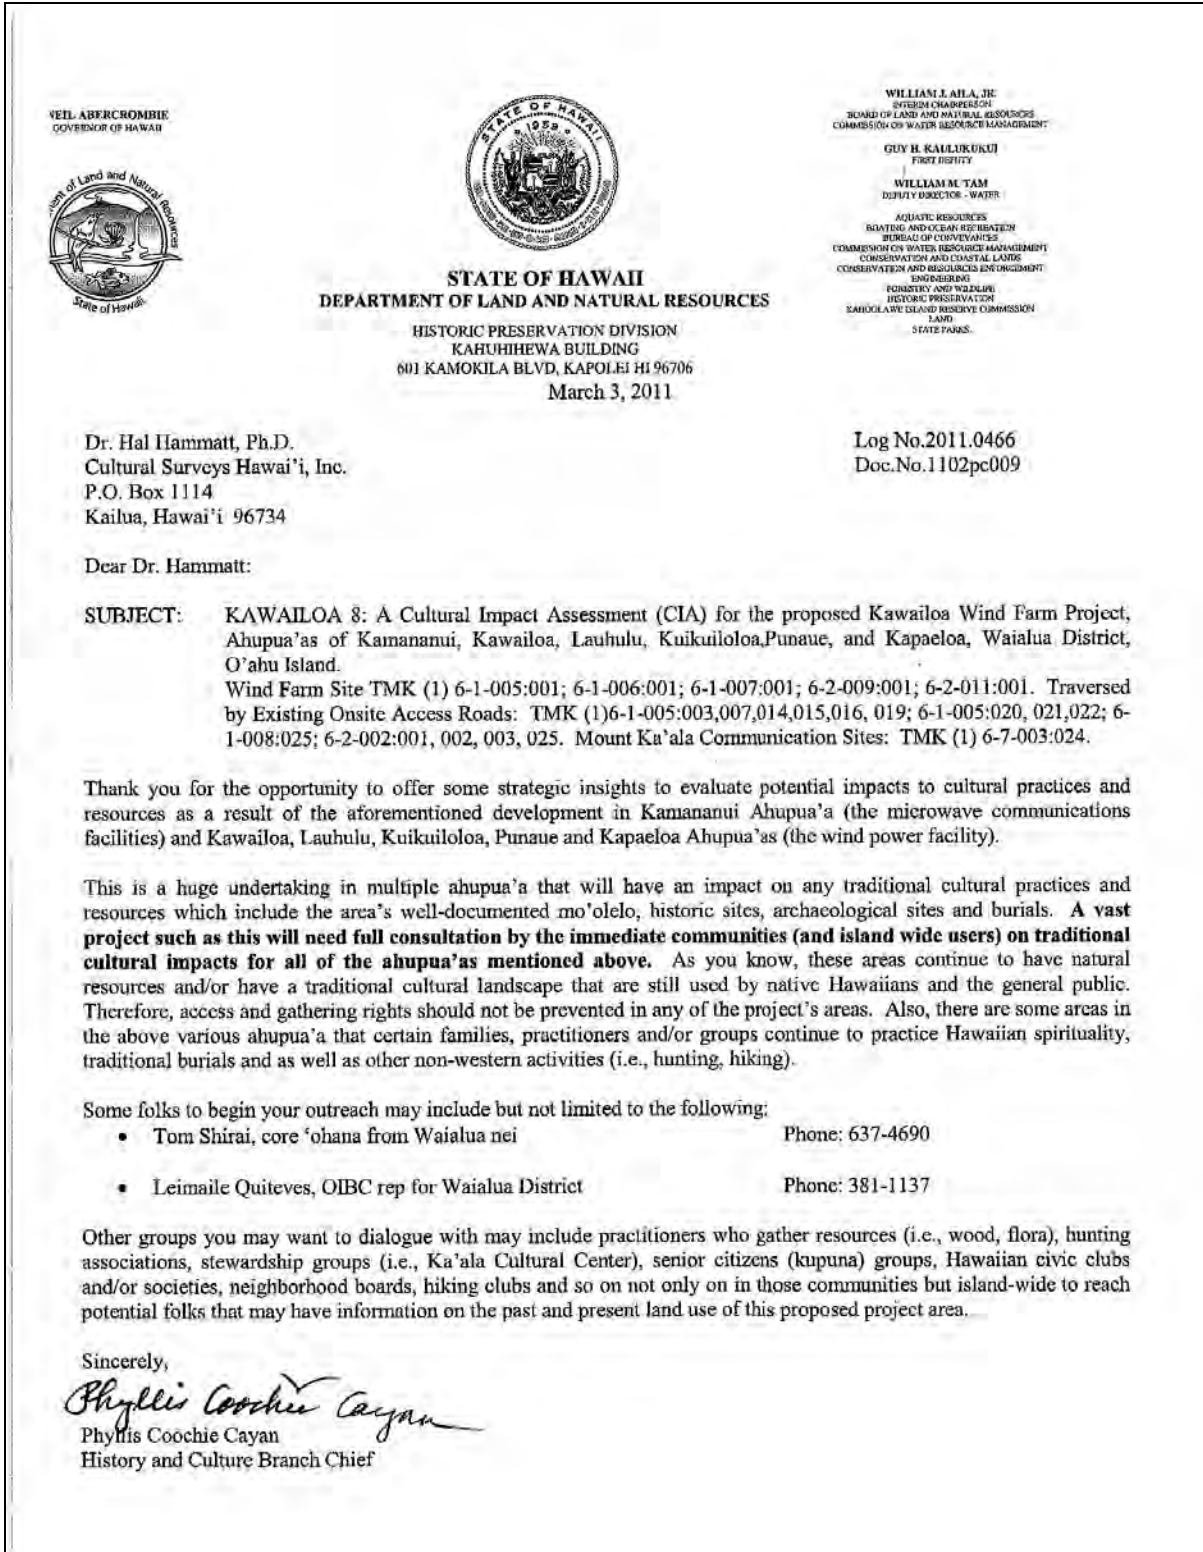 NEIL ABERCROMBIE
GOVERNOR OF HAWAII
STATE OF HAWAII
1959
State of Hawaii
WILLIAM J. AILA, JR.
INTERIM CHAIRPERSON
BOARD OF LAND AND NATURAL RESOURCES
COMMISSION ON WATER RESOURCE MANAGEMENT
GUY H. KAULUKUKUI
FIRST DEPUTY
WILLIAM M. TAM
DEPUTY DIRECTOR - WATER
AQUATIC RESOURCES
BOATING AND OCEAN RECREATION
BUREAU OF CONVEYANCES
COMMISSION ON WATER RESOURCE MANAGEMENT
CONSERVATION AND COASTAL LANDS
CONSERVATION AND RESOURCES ENFORCEMENT
ENGINEERING
FORESTRY AND WILDLIFE
HISTORIC PRESERVATION
KAHOOLAWE ISLAND RESERVE COMMISSION
LAND
STATE PARKS
STATE OF HAWAII
DEPARTMENT OF LAND AND NATURAL RESOURCES
HISTORIC PRESERVATION DIVISION
KAHUHIHEWA BUILDING
601 KAMOKILA BLVD, KAPOLEI HI 96706
March 3, 2011
Dr. Hal Hammatt, Ph.D.
Cultural Surveys Hawai'i, Inc.
P.O. Box 1114
Kailua, Hawai'i 96734
Log No.2011.0466
Doc.No.1102pc009
Dear Dr. Hammatt:
SUBJECT: KAWAILOA 8: A Cultural Impact Assessment (CIA) for the proposed Kawailoa Wind Farm Project,
Ahupua'as of Kamananui, Kawailoa, Lauhulu, Kuikuiloloa,Punaue, and Kapaeloa, Waialua District,
O'ahu Island.
Wind Farm Site TMK (1) 6-1-005:001; 6-1-006:001; 6-1-007:001; 6-2-009:001; 6-2-011:001. Traversed
by Existing Onsite Access Roads: TMK (1)6-1-005:003,007,014,015,016, 019; 6-1-005:020, 021,022; 6-
1-008:025; 6-2-002:001, 002, 003, 025. Mount Ka'ala Communication Sites: TMK (1) 6-7-003:024.
Thank you for the opportunity to offer some strategic insights to evaluate potential impacts to cultural practices and
resources as a result of the aforementioned development in Kamananui Ahupua'a (the microwave communications
facilities) and Kawailoa, Lauhulu, Kuikuiloloa, Punaue and Kapaeloa Ahupua'as (the wind power facility).
This is a huge undertaking in multiple ahupua'a that will have an impact on any traditional cultural practices and
resources which include the area's well-documented mo'olelo, historic sites, archaeological sites and burials. A vast
project such as this will need full consultation by the immediate communities (and island wide users) on traditional
cultural impacts for all of the ahupua'as mentioned above. As you know, these areas continue to have natural
resources and/or have a traditional cultural landscape that are still used by native Hawaiians and the general public.
Therefore, access and gathering rights should not be prevented in any of the project's areas. Also, there are some areas in
the above various ahupua'a that certain families, practitioners and/or groups continue to practice Hawaiian spirituality,
traditional burials and as well as other non-western activities (i.e., hunting, hiking).
Some folks to begin your outreach may include but not limited to the following:
• Tom Shirai, core 'ohana from Waialua nei Phone: 637-4690
• Leimaile Quiteves, OIBC rep for Waialua District Phone: 381-1137
Other groups you may want to dialogue with may include practitioners who gather resources (i.e., wood, flora), hunting
associations, stewardship groups (i.e., Ka'ala Cultural Center), senior citizens (kupuna) groups, Hawaiian civic clubs
and/or societies, neighborhood boards, hiking clubs and so on not only on in those communities but island-wide to reach
potential folks that may have information on the past and present land use of this proposed project area.
Sincerely,
Phyllis Coochie Cayan
Phyllis Coochie Cayan
History and Culture Branch Chief